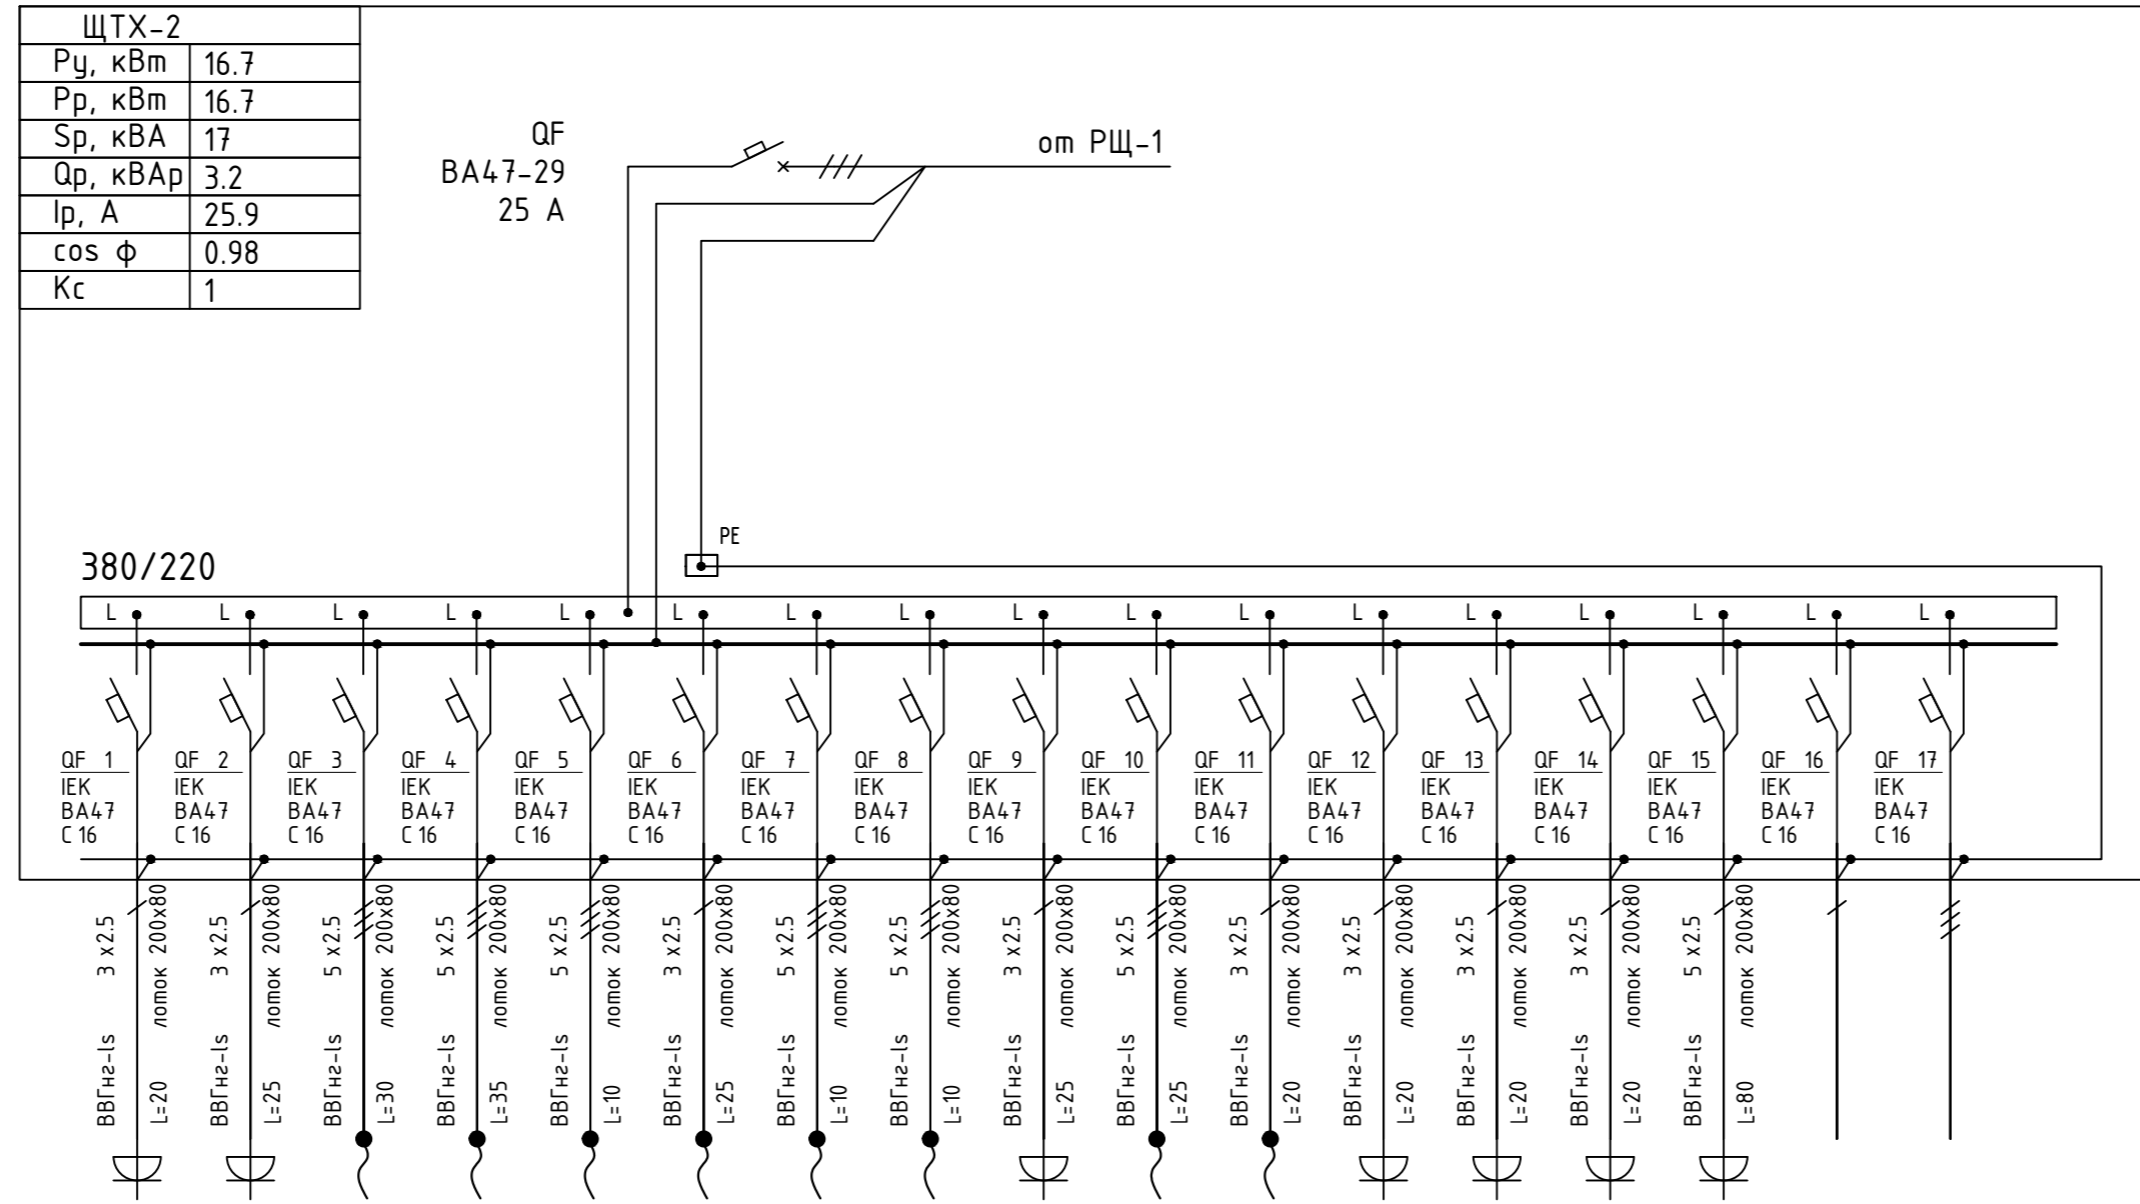 ЩТХ-2
Ру, кВт 16.7
Рр, кВт 16.7
Sр, кВА 17
Qр, кВАр 3.2
Iр, А 25.9
cos ф 0.98
Кс 1
QF
ВА47-29
25 А
от РЩ-1
PE
380/220
L L L L L L L L L L L L L L L L L
QF 1 QF 2 QF 3 QF 4 QF 5 QF 6 QF 7 QF 8 QF 9 QF 10 QF 11 QF 12 QF 13 QF 14 QF 15 QF 16 QF 17
IEK IEK IEK IEK IEK IEK IEK IEK IEK IEK IEK IEK IEK IEK IEK IEK IEK
ВА47 ВА47 ВА47 ВА47 ВА47 ВА47 ВА47 ВА47 ВА47 ВА47 ВА47 ВА47 ВА47 ВА47 ВА47 ВА47 ВА47
С 16 С 16 С 16 С 16 С 16 С 16 С 16 С 16 С 16 С 16 С 16 С 16 С 16 С 16 С 16 С 16 С 16
ВВГнг-ls 3 x2.5
L=20 лоток 200x80
ВВГнг-ls 3 x2.5
L=25 лоток 200x80
ВВГнг-ls 5 x2.5
L=30 лоток 200x80
ВВГнг-ls 5 x2.5
L=35 лоток 200x80
ВВГнг-ls 5 x2.5
L=10 лоток 200x80
ВВГнг-ls 3 x2.5
L=25 лоток 200x80
ВВГнг-ls 5 x2.5
L=10 лоток 200x80
ВВГнг-ls 5 x2.5
L=10 лоток 200x80
ВВГнг-ls 3 x2.5
L=25 лоток 200x80
ВВГнг-ls 5 x2.5
L=25 лоток 200x80
ВВГнг-ls 3 x2.5
L=20 лоток 200x80
ВВГнг-ls 3 x2.5
L=20 лоток 200x80
ВВГнг-ls 3 x2.5
L=20 лоток 200x80
ВВГнг-ls 3 x2.5
L=20 лоток 200x80
ВВГнг-ls 5 x2.5
L=80 лоток 200x80